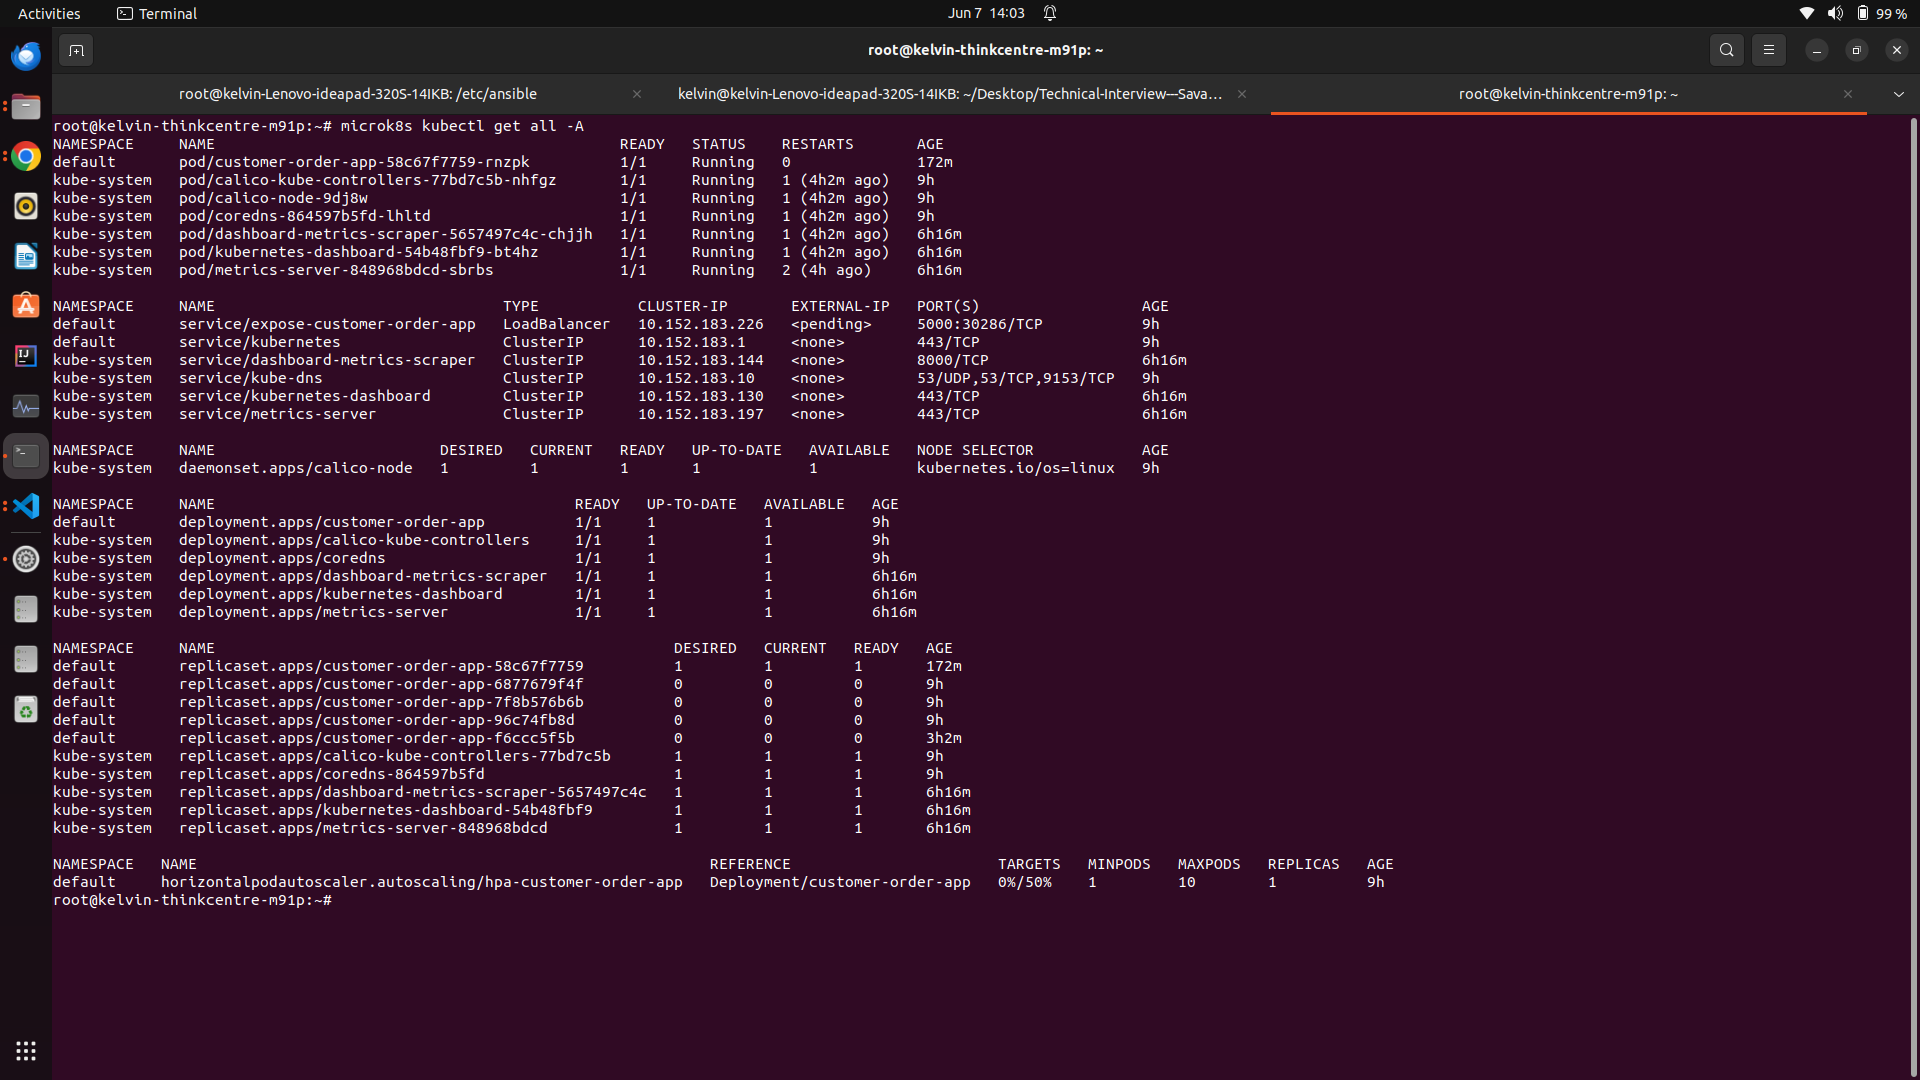 Activities Terminal Jun 7 14:03 99 %
root@kelvin-thinkcentre-m91p: ~
root@kelvin-Lenovo-ideapad-320S-14IKB: /etc/ansible kelvin@kelvin-Lenovo-ideapad-320S-14IKB: ~/Desktop/Technical-Interview---Sava… root@kelvin-thinkcentre-m91p: ~
root@kelvin-thinkcentre-m91p:~# microk8s kubectl get all -A
NAMESPACE NAME READY STATUS RESTARTS AGE
default pod/customer-order-app-58c67f7759-rnzpk 1/1 Running 0 172m
kube-system pod/calico-kube-controllers-77bd7c5b-nhfgz 1/1 Running 1 (4h2m ago) 9h
kube-system pod/calico-node-9dj8w 1/1 Running 1 (4h2m ago) 9h
kube-system pod/coredns-864597b5fd-lhltd 1/1 Running 1 (4h2m ago) 9h
kube-system pod/dashboard-metrics-scraper-5657497c4c-chjjh 1/1 Running 1 (4h2m ago) 6h16m
kube-system pod/kubernetes-dashboard-54b48fbf9-bt4hz 1/1 Running 1 (4h2m ago) 6h16m
kube-system pod/metrics-server-848968bdcd-sbrbs 1/1 Running 2 (4h ago) 6h16m
NAMESPACE NAME TYPE CLUSTER-IP EXTERNAL-IP PORT(S) AGE
default service/expose-customer-order-app LoadBalancer 10.152.183.226 <pending> 5000:30286/TCP 9h
default service/kubernetes ClusterIP 10.152.183.1 <none> 443/TCP 9h
kube-system service/dashboard-metrics-scraper ClusterIP 10.152.183.144 <none> 8000/TCP 6h16m
kube-system service/kube-dns ClusterIP 10.152.183.10 <none> 53/UDP,53/TCP,9153/TCP 9h
kube-system service/kubernetes-dashboard ClusterIP 10.152.183.130 <none> 443/TCP 6h16m
kube-system service/metrics-server ClusterIP 10.152.183.197 <none> 443/TCP 6h16m
NAMESPACE NAME DESIRED CURRENT READY UP-TO-DATE AVAILABLE NODE SELECTOR AGE
kube-system daemonset.apps/calico-node 1 1 1 1 1 kubernetes.io/os=linux 9h
NAMESPACE NAME READY UP-TO-DATE AVAILABLE AGE
default deployment.apps/customer-order-app 1/1 1 1 9h
kube-system deployment.apps/calico-kube-controllers 1/1 1 1 9h
kube-system deployment.apps/coredns 1/1 1 1 9h
kube-system deployment.apps/dashboard-metrics-scraper 1/1 1 1 6h16m
kube-system deployment.apps/kubernetes-dashboard 1/1 1 1 6h16m
kube-system deployment.apps/metrics-server 1/1 1 1 6h16m
NAMESPACE NAME DESIRED CURRENT READY AGE
default replicaset.apps/customer-order-app-58c67f7759 1 1 1 172m
default replicaset.apps/customer-order-app-6877679f4f 0 0 0 9h
default replicaset.apps/customer-order-app-7f8b576b6b 0 0 0 9h
default replicaset.apps/customer-order-app-96c74fb8d 0 0 0 9h
default replicaset.apps/customer-order-app-f6ccc5f5b 0 0 0 3h2m
kube-system replicaset.apps/calico-kube-controllers-77bd7c5b 1 1 1 9h
kube-system replicaset.apps/coredns-864597b5fd 1 1 1 9h
kube-system replicaset.apps/dashboard-metrics-scraper-5657497c4c 1 1 1 6h16m
kube-system replicaset.apps/kubernetes-dashboard-54b48fbf9 1 1 1 6h16m
kube-system replicaset.apps/metrics-server-848968bdcd 1 1 1 6h16m
NAMESPACE NAME REFERENCE TARGETS MINPODS MAXPODS REPLICAS AGE
default horizontalpodautoscaler.autoscaling/hpa-customer-order-app Deployment/customer-order-app 0%/50% 1 10 1 9h
root@kelvin-thinkcentre-m91p:~#